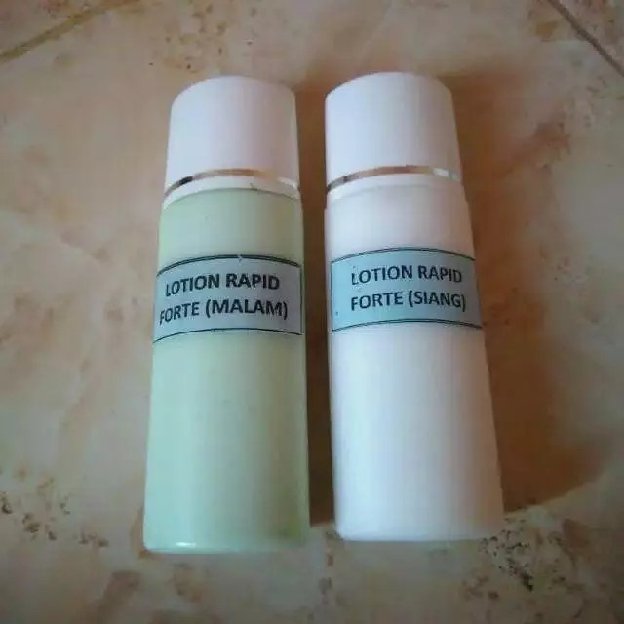 LOTION RAPID
FORTE (MALAM)
LOTION RAPID
FORTE (SIANG)